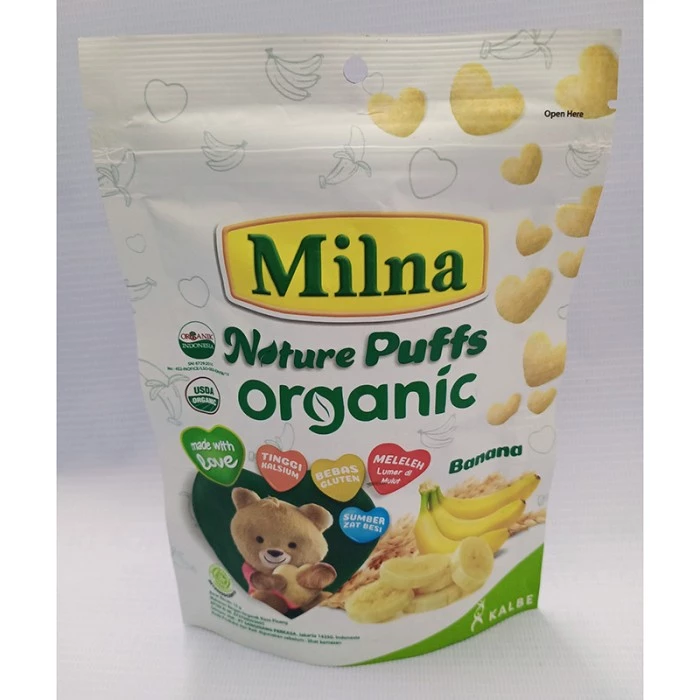 Open Here
Milna
Nature Puffs
organic
ORGANIK
INDONESIA
USDA
ORGANIC
made with
love
TINGGI
KALSIUM
BEBAS
GLUTEN
MELELEH
Lumer di
Mulut
SUMBER
ZAT BESI
Banana
KALBE